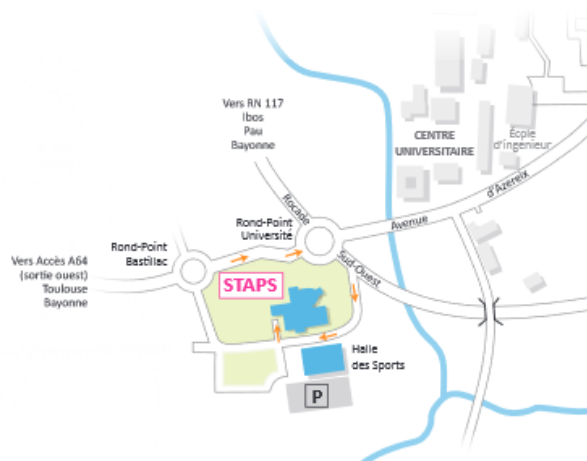 Vers RN 117
Ibos
Pau
Bayonne
CENTRE
UNIVERSITAIRE
École
d'ingenieur
d'Azereix
Avenue
Rocade
Rond-Point
Université
Sud-Ouest
Rond-Point
Bastillac
Vers Accès A64
(sortie ouest)
Toulouse
Bayonne
STAPS
Halle
des Sports
P